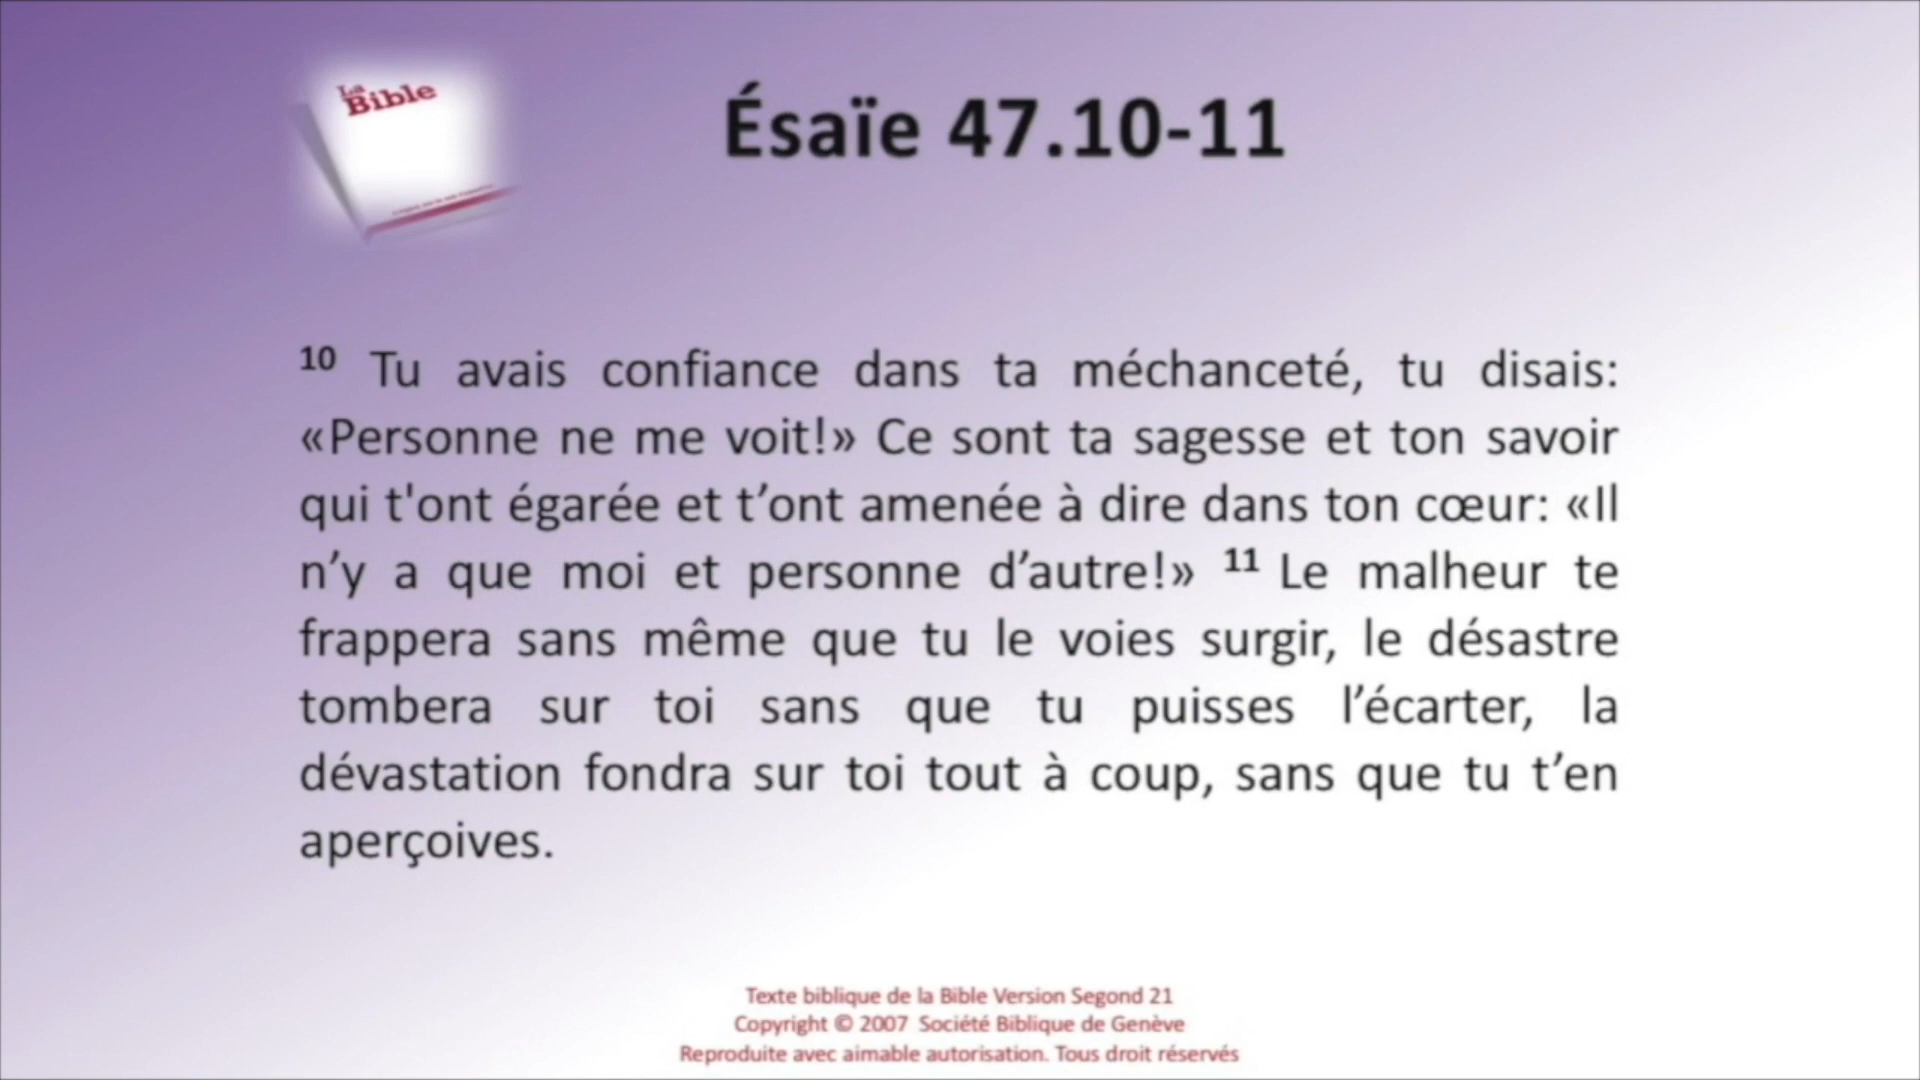 La
Bible
Ésaïe 47.10-11
10 Tu avais confiance dans ta méchanceté, tu disais:
«Personne ne me voit!» Ce sont ta sagesse et ton savoir
qui t'ont égarée et t’ont amenée à dire dans ton cœur: «Il
n’y a que moi et personne d’autre!» 11 Le malheur te
frappera sans même que tu le voies surgir, le désastre
tombera sur toi sans que tu puisses l’écarter, la
dévastation fondra sur toi tout à coup, sans que tu t’en
aperçoives.
Texte biblique de la Bible Version Segond 21
Copyright © 2007 Société Biblique de Genève
Reproduite avec aimable autorisation. Tous droit réservés